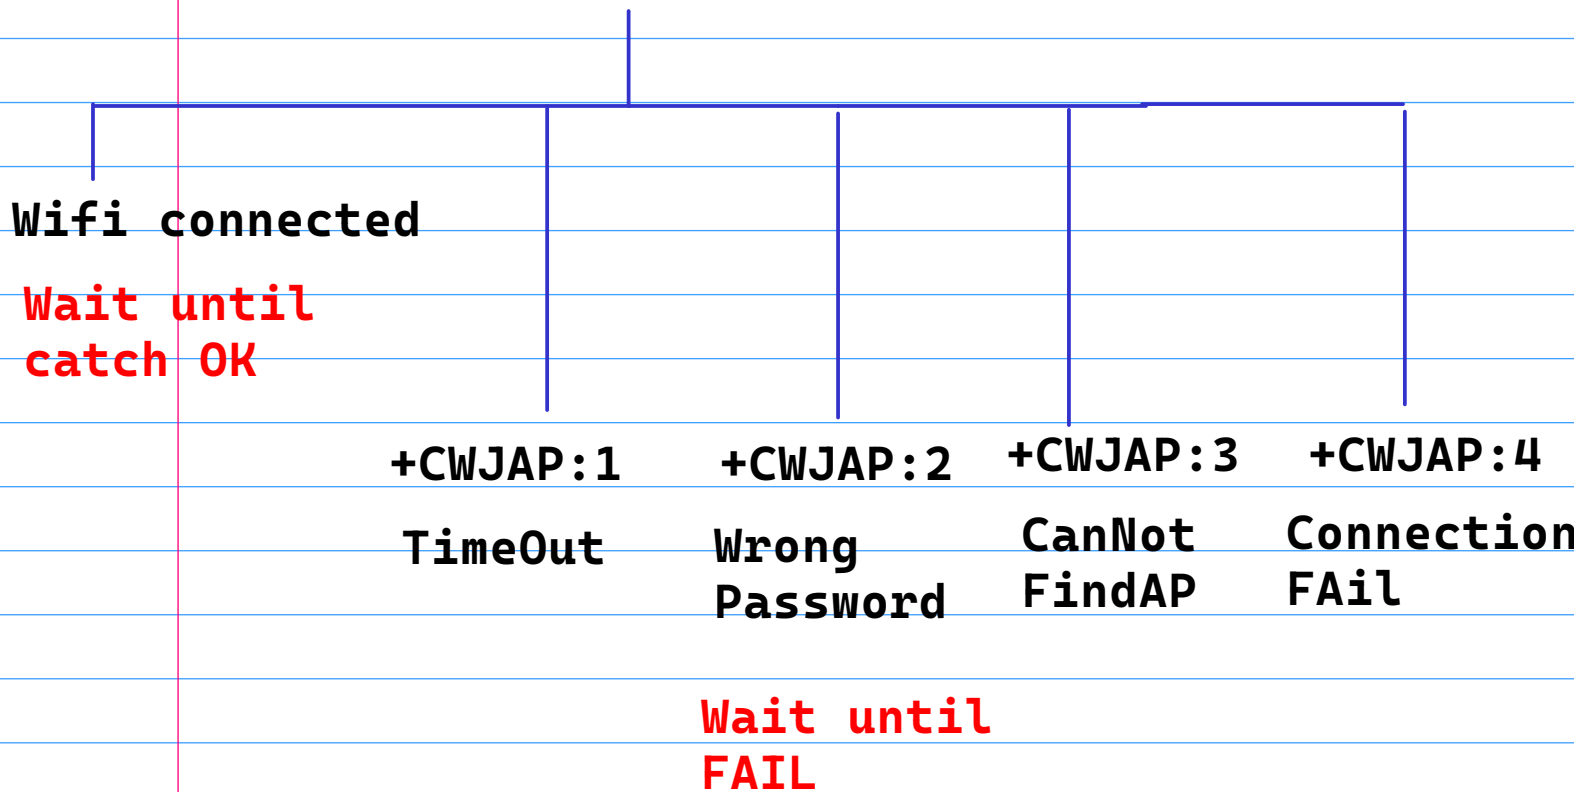 Wifi connected
Wait until
catch OK
+CWJAP:1
TimeOut
+CWJAP:2
Wrong
Password
+CWJAP:3
CanNot
FindAP
+CWJAP:4
Connection
FAil
Wait until
FAIL